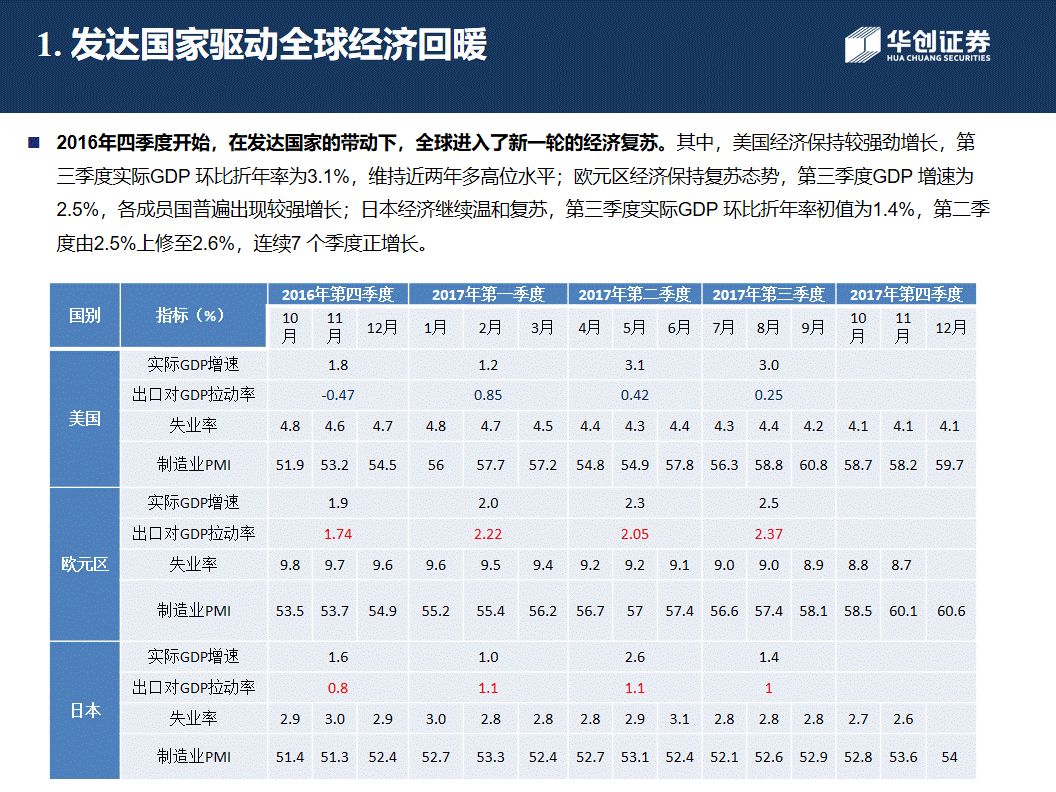 1. 发达国家驱动全球经济回暖
华创证券
HUA CHUANG SECURITIES
2016年四季度开始，在发达国家的带动下，全球进入了新一轮的经济复苏。其中，美国经济保持较强劲增长，第
三季度实际GDP 环比折年率为3.1%，维持近两年多高位水平；欧元区经济保持复苏态势，第三季度GDP 增速为
2.5%，各成员国普遍出现较强增长；日本经济继续温和复苏，第三季度实际GDP 环比折年率初值为1.4%，第二季
度由2.5%上修至2.6%，连续7 个季度正增长。
国别 指标（%） 2016年第四季度 2017年第一季度 2017年第二季度 2017年第三季度 2017年第四季度
10月 11月 12月 1月 2月 3月 4月 5月 6月 7月 8月 9月 10月 11月 12月
美国
实际GDP增速 1.8 1.2 3.1 3.0
出口对GDP拉动率 -0.47 0.85 0.42 0.25
失业率 4.8 4.6 4.7 4.8 4.7 4.5 4.4 4.3 4.4 4.3 4.4 4.2 4.1 4.1 4.1
制造业PMI 51.9 53.2 54.5 56 57.7 57.2 54.8 54.9 57.8 56.3 58.8 60.8 58.7 58.2 59.7
欧元区
实际GDP增速 1.9 2.0 2.3 2.5
出口对GDP拉动率 1.74 2.22 2.05 2.37
失业率 9.8 9.7 9.6 9.6 9.5 9.4 9.2 9.2 9.1 9.0 9.0 8.9 8.8 8.7
制造业PMI 53.5 53.7 54.9 55.2 55.4 56.2 56.7 57 57.4 56.6 57.4 58.1 58.5 60.1 60.6
日本
实际GDP增速 1.6 1.0 2.6 1.4
出口对GDP拉动率 0.8 1.1 1.1 1
失业率 2.9 3.0 2.9 3.0 2.8 2.8 2.8 2.9 3.1 2.8 2.8 2.8 2.7 2.6
制造业PMI 51.4 51.3 52.4 52.7 53.3 52.4 52.7 53.1 52.4 52.1 52.6 52.9 52.8 53.6 54